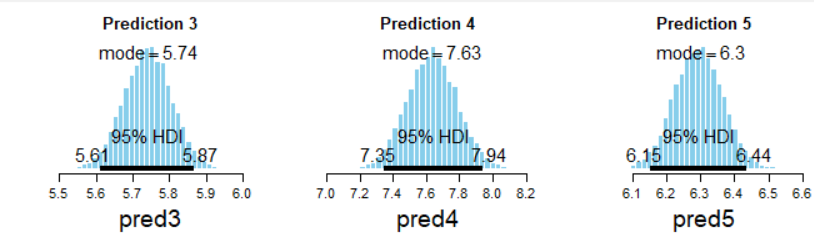 Prediction 3
mode = 5.74
95% HDI
5.61 5.87
5.5 5.6 5.7 5.8 5.9 6.0
pred3
Prediction 4
mode = 7.63
95% HDI
7.35 7.94
7.0 7.2 7.4 7.6 7.8 8.0 8.2
pred4
Prediction 5
mode = 6.3
95% HDI
6.15 6.44
6.1 6.2 6.3 6.4 6.5 6.6
pred5